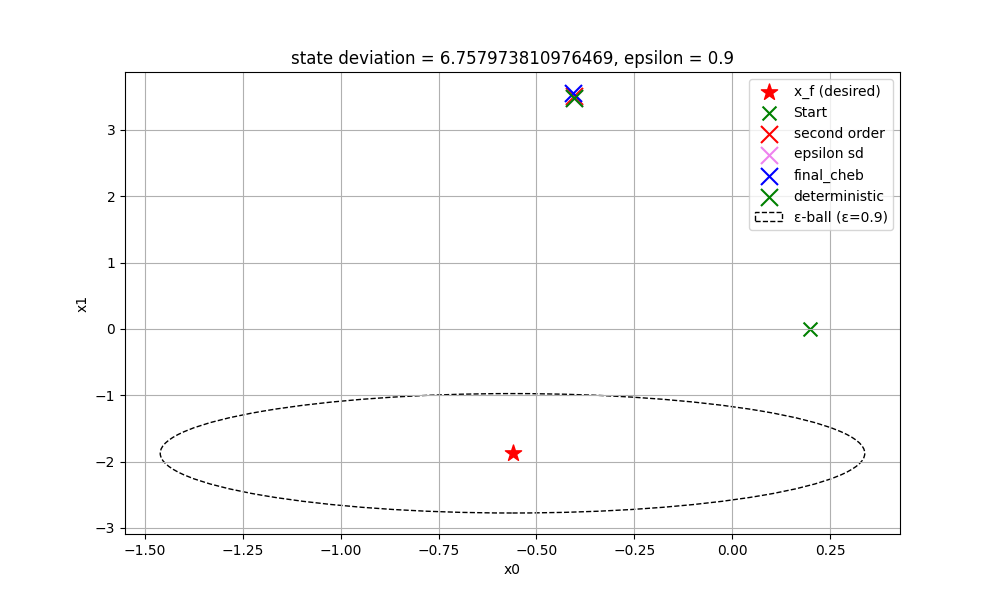 state deviation = 6.757973810976469, epsilon = 0.9
x_f (desired)
Start
second order
epsilon sd
final_cheb
deterministic
ε-ball (ε=0.9)
x1
3
2
1
0
−1
−2
−3
−1.50
−1.25
−1.00
−0.75
−0.50
−0.25
0.00
0.25
x0